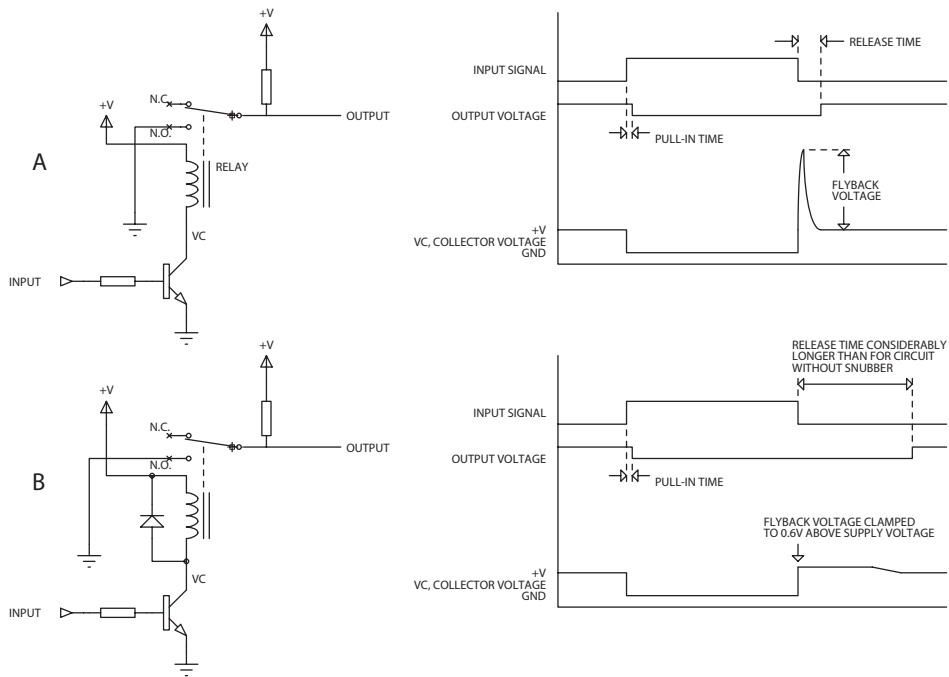 +V
+V
N.C.
N.O.
OUTPUT
A
RELAY
VC
INPUT
RELEASE TIME
INPUT SIGNAL
OUTPUT VOLTAGE
PULL-IN TIME
FLYBACK
VOLTAGE
+V
VC, COLLECTOR VOLTAGE
GND
+V
+V
N.C.
N.O.
OUTPUT
B
VC
INPUT
RELEASE TIME CONSIDERABLY
LONGER THAN FOR CIRCUIT
WITHOUT SNUBBER
INPUT SIGNAL
OUTPUT VOLTAGE
PULL-IN TIME
FLYBACK VOLTAGE CLAMPED
TO 0.6V ABOVE SUPPLY VOLTAGE
+V
VC, COLLECTOR VOLTAGE
GND